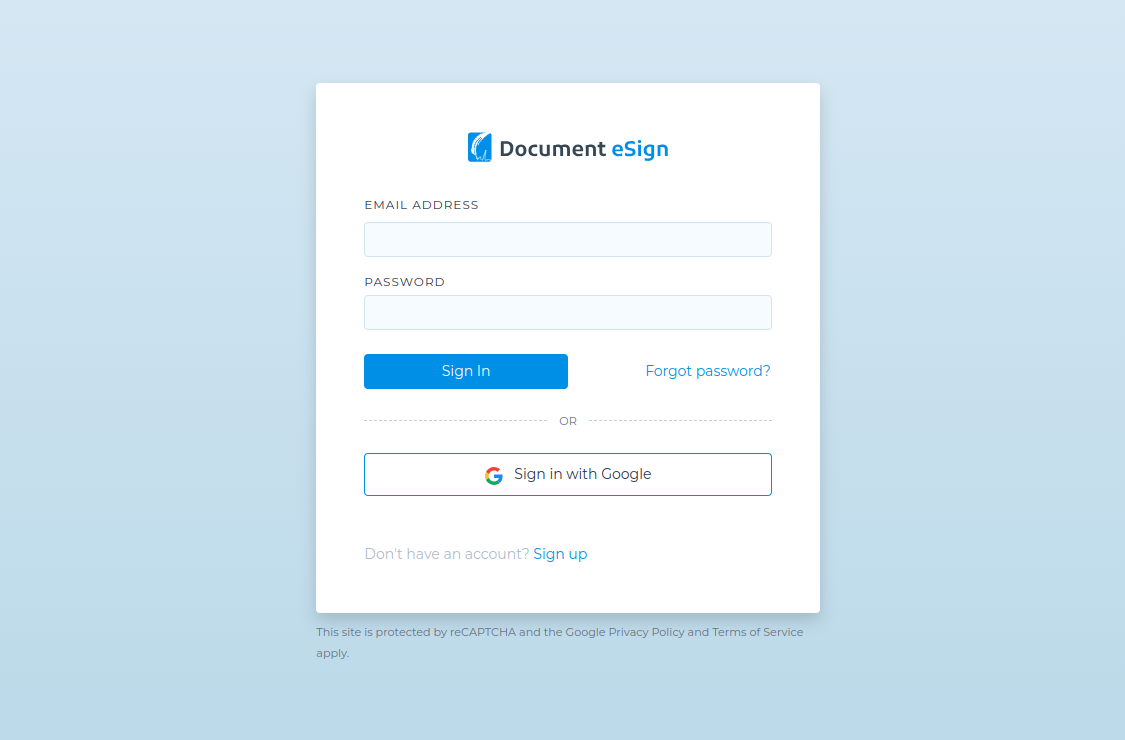 Document eSign
EMAIL ADDRESS
PASSWORD
Sign In
Forgot password?
OR
Sign in with Google
Don't have an account? Sign up
This site is protected by reCAPTCHA and the Google Privacy Policy and Terms of Service
apply.